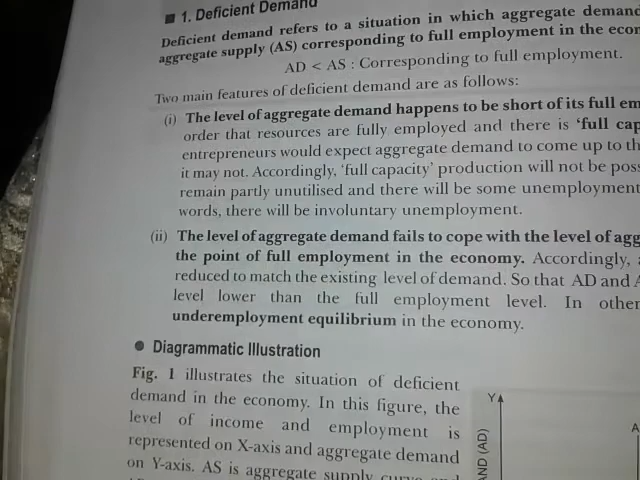 1. Deficient Demand
Deficient demand refers to a situation in which aggregate demand
aggregate supply (AS) corresponding to full employment in the
AD < AS : Corresponding to full employment.
Two main features of deficient demand are as follows:
(i) The level of aggregate demand happens to be short of its full
order that resources are fully employed and there is 'full
entrepreneurs would expect aggregate demand to come up to
it may not. Accordingly, 'full capacity' production will not be
remain partly unutilised and there will be some unemployment
words, there will be involuntary unemployment.
(ii) The level of aggregate demand fails to cope with the level of
the point of full employment in the economy. Accordingly,
reduced to match the existing level of demand. So that AD and
level lower than the full employment level. In other
underemployment equilibrium in the economy.
● Diagrammatic Illustration
Fig. 1 illustrates the situation of deficient
demand in the economy. In this figure, the
level of income and employment is
represented on X-axis and aggregate demand
on Y-axis. AS is aggregate supply curve and
Y
A
(AD)